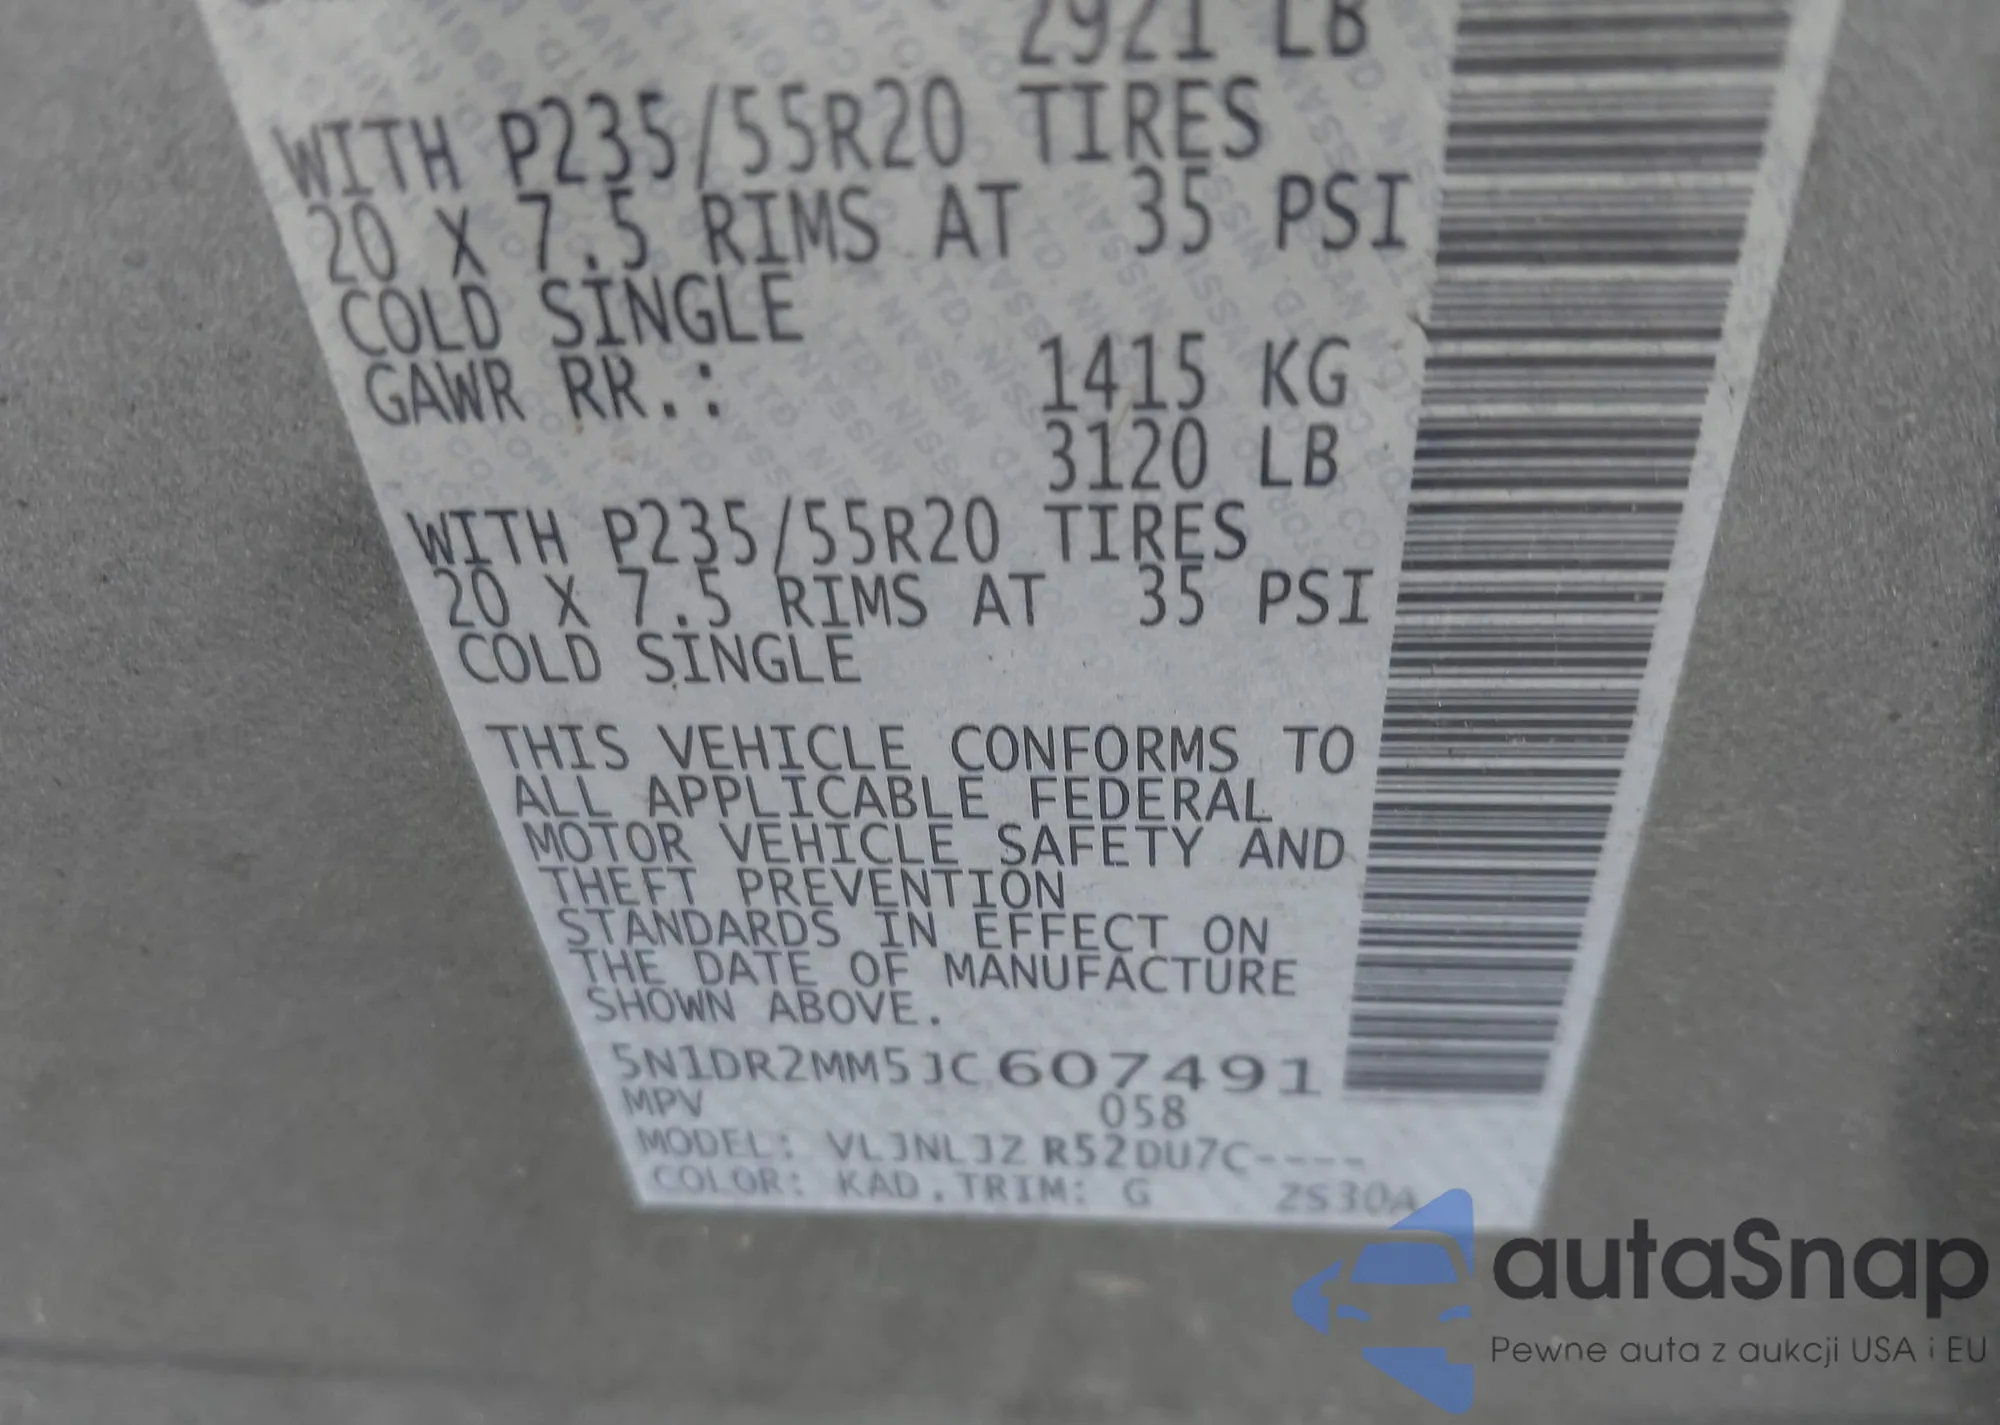 2921 LB
WITH P235/55R20 TIRES
20 X 7.5 RIMS AT 35 PSI
COLD SINGLE
GAWR RR.: 1415 KG
3120 LB
WITH P235/55R20 TIRES
20 X 7.5 RIMS AT 35 PSI
COLD SINGLE
THIS VEHICLE CONFORMS TO
ALL APPLICABLE FEDERAL
MOTOR VEHICLE SAFETY AND
THEFT PREVENTION
STANDARDS IN EFFECT ON
THE DATE OF MANUFACTURE
SHOWN ABOVE.
5N1DR2MM5JC607491
MPV 058
MODEL: VLJNLJZ R52DU7C----
COLOR: KAD, TRIM: G ZS30A
autaSnap
Pewne auta z aukcji USA i EU